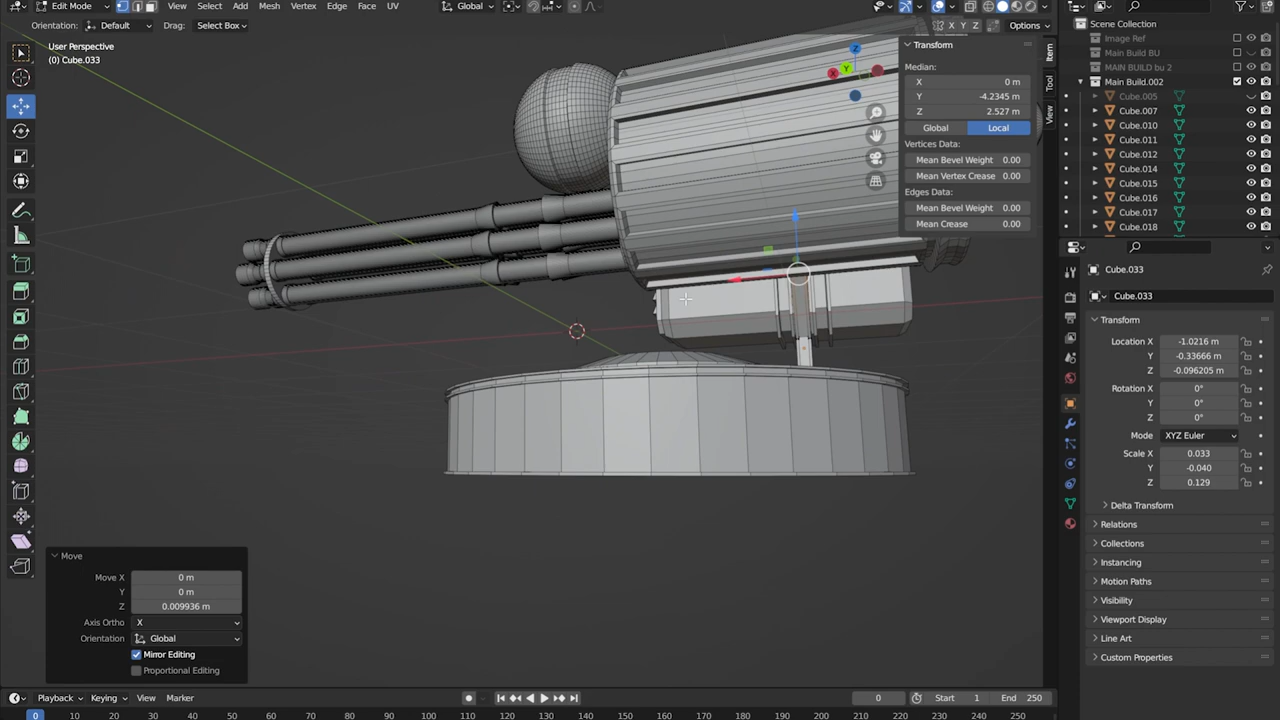 Edit Mode View Select Add Mesh Vertex Edge Face UV Global
Orientation: Default Drag: Select Box X Y Z Options
User Perspective
(0) Cube.033
Transform
Median:
X 0 m
Y -4.2345 m
Z 2.527 m
Global Local
Vertices Data:
Mean Bevel Weight 0.00
Mean Vertex Crease 0.00
Edges Data:
Mean Bevel Weight 0.00
Mean Crease 0.00
Z
X
Y
Item
Tool
View
Scene Collection
Image Ref
Main Build BU
MAIN BUILD bu 2
Main Build.002
Cube.005
Cube.007
Cube.010
Cube.011
Cube.012
Cube.014
Cube.015
Cube.016
Cube.017
Cube.018
Cube.033
Cube.033
Transform
Location X -1.0216 m
Y -0.33666 m
Z -0.096205 m
Rotation X 0°
Y 0°
Z 0°
Mode XYZ Euler
Scale X 0.033
Y -0.040
Z 0.129
Delta Transform
Relations
Collections
Instancing
Motion Paths
Visibility
Viewport Display
Line Art
Custom Properties
Move
Move X 0 m
Y 0 m
Z 0.009936 m
Axis Ortho X
Orientation Global
Mirror Editing
Proportional Editing
Playback Keying View Marker 0 Start 1 End 250
0 10 20 30 40 50 60 70 80 90 100 110 120 130 140 150 160 170 180 190 200 210 220 230 240 250